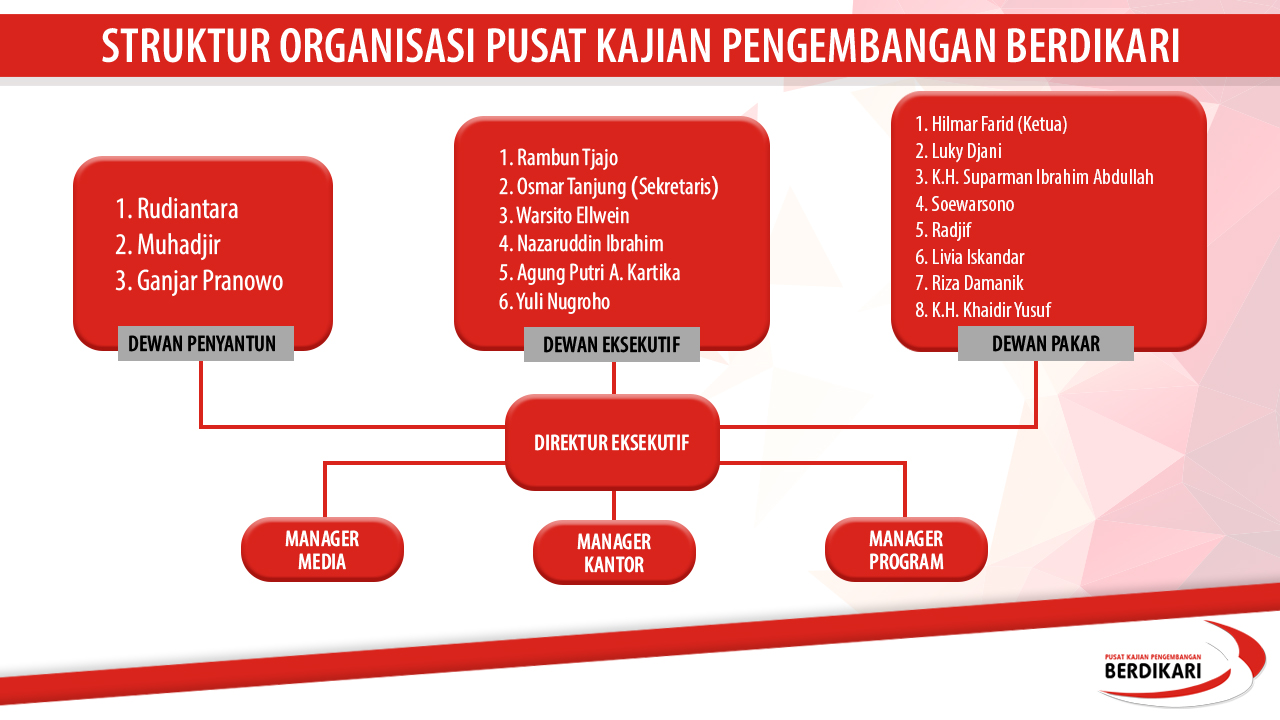 STRUKTUR ORGANISASI PUSAT KAJIAN PENGEMBANGAN BERDIKARI
1. Rudiantara
2. Muhadjir
3. Ganjar Pranowo
DEWAN PENYANTUN
1. Rambun Tjajo
2. Osmar Tanjung (Sekretaris)
3. Warsito Ellwein
4. Nazaruddin Ibrahim
5. Agung Putri A. Kartika
6. Yuli Nugroho
DEWAN EKSEKUTIF
1. Hilmar Farid (Ketua)
2. Luky Djani
3. K.H. Suparman Ibrahim Abdullah
4. Soewarsono
5. Radjif
6. Livia Iskandar
7. Riza Damanik
8. K.H. Khaidir Yusuf
DEWAN PAKAR
DIREKTUR EKSEKUTIF
MANAGER
MEDIA
MANAGER
KANTOR
MANAGER
PROGRAM
PUSAT KAJIAN PENGEMBANGAN
BERDIKARI